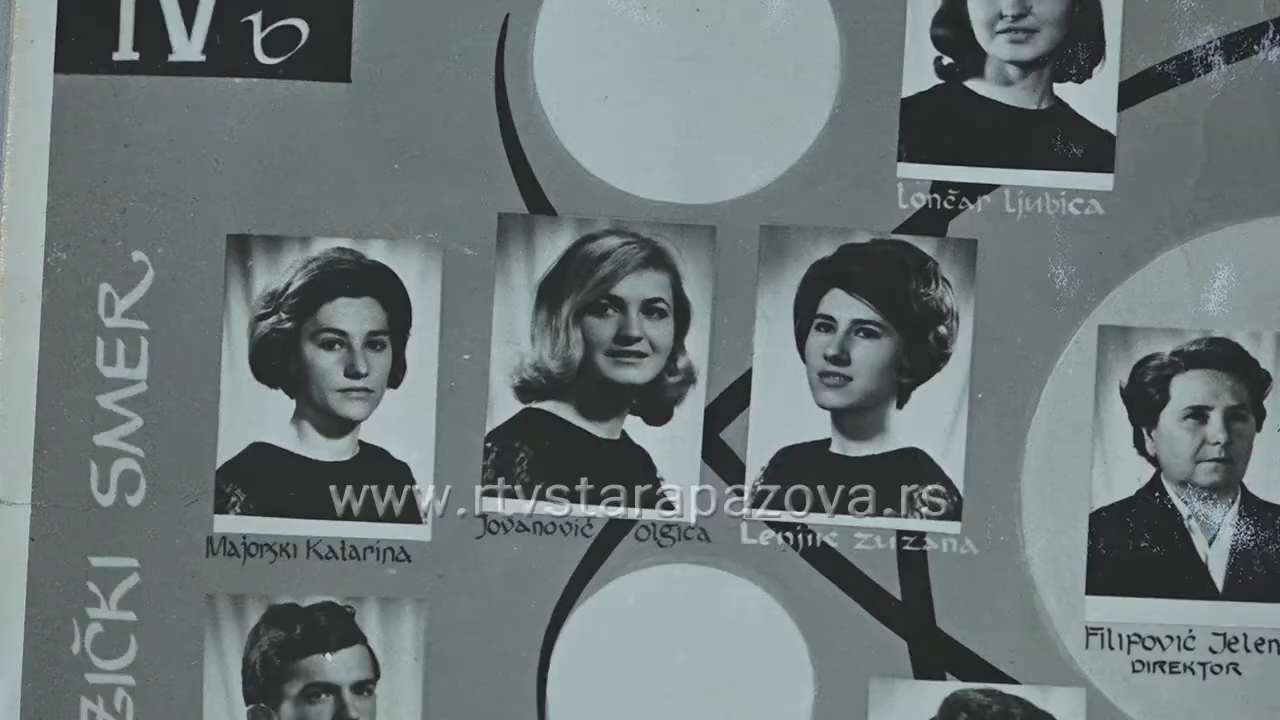 IV b
Lončar Ljubica
Majorski Katarina
Jovanović Olgica
Lenjik Zuzana
www.rtvstarapazova.rs
Filipović Jelen
DIREKTOR
ZIČKI SMER